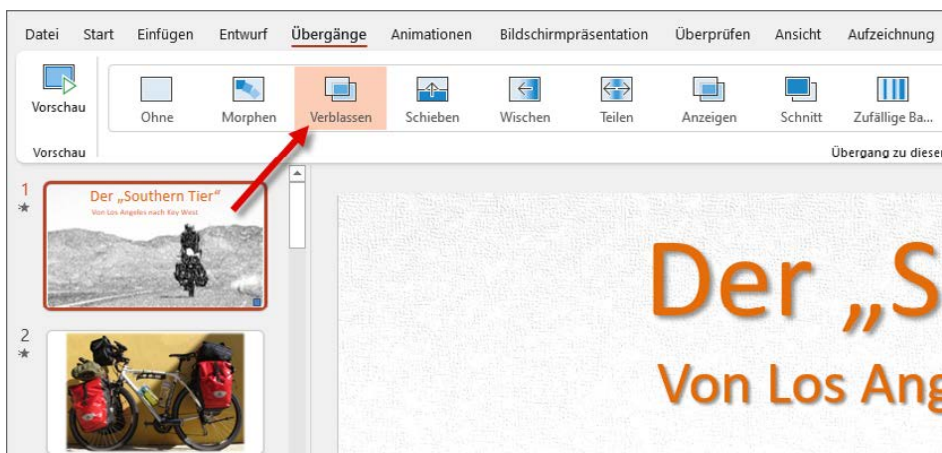 Datei Start Einfügen Entwurf Übergänge Animationen Bildschirmpräsentation Überprüfen Ansicht Aufzeichnung
Vorschau Ohne Morphen Verblassen Schieben Wischen Teilen Anzeigen Schnitt Zufällige Ba...
Vorschau Übergang zu dieser
1 Der „Southern Tier“
Von Los Angeles nach Key West
2
Der „S
Von Los Ang